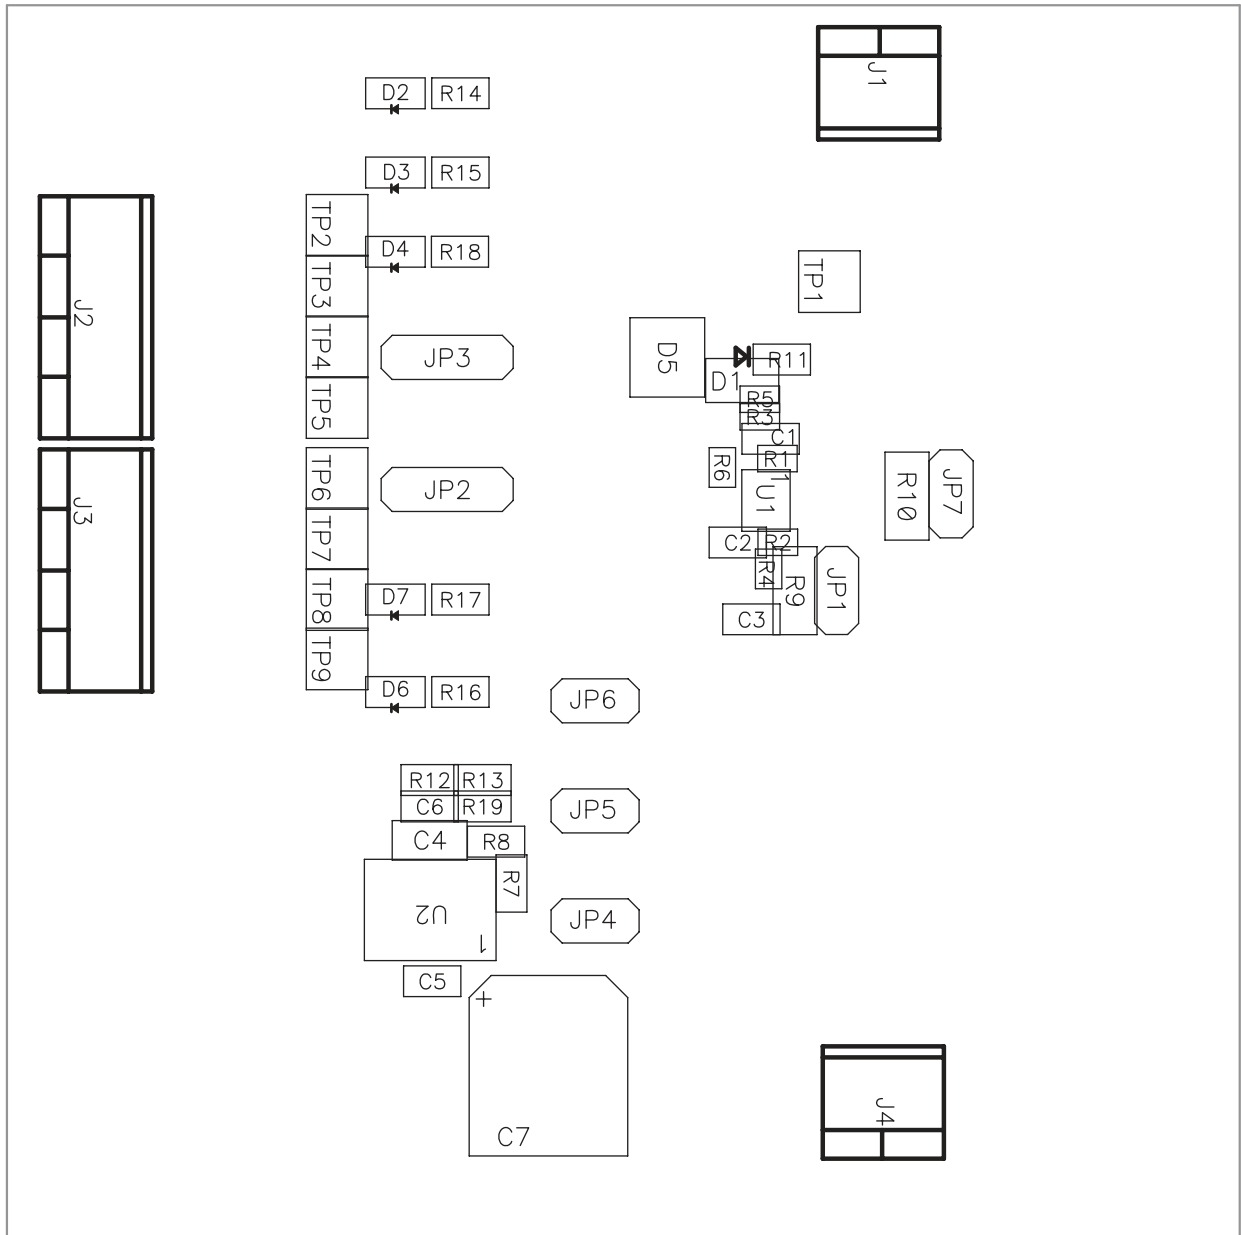 J1
D2 R14
D3 R15
TP2
D4 R18
TP3
TP1
J2
TP4
JP3
D5
R11
D1
R5
R3
TP5
C1
R1
R6
TP6
JP2
1
U1
R10
JP7
J3
TP7
C2 R2
R4
R9
JP1
TP8
D7 R17
C3
TP9
D6 R16
JP6
R12 R13
C6 R19
JP5
C4 R8
R7
U2
1
JP4
C5
+
J4
C7